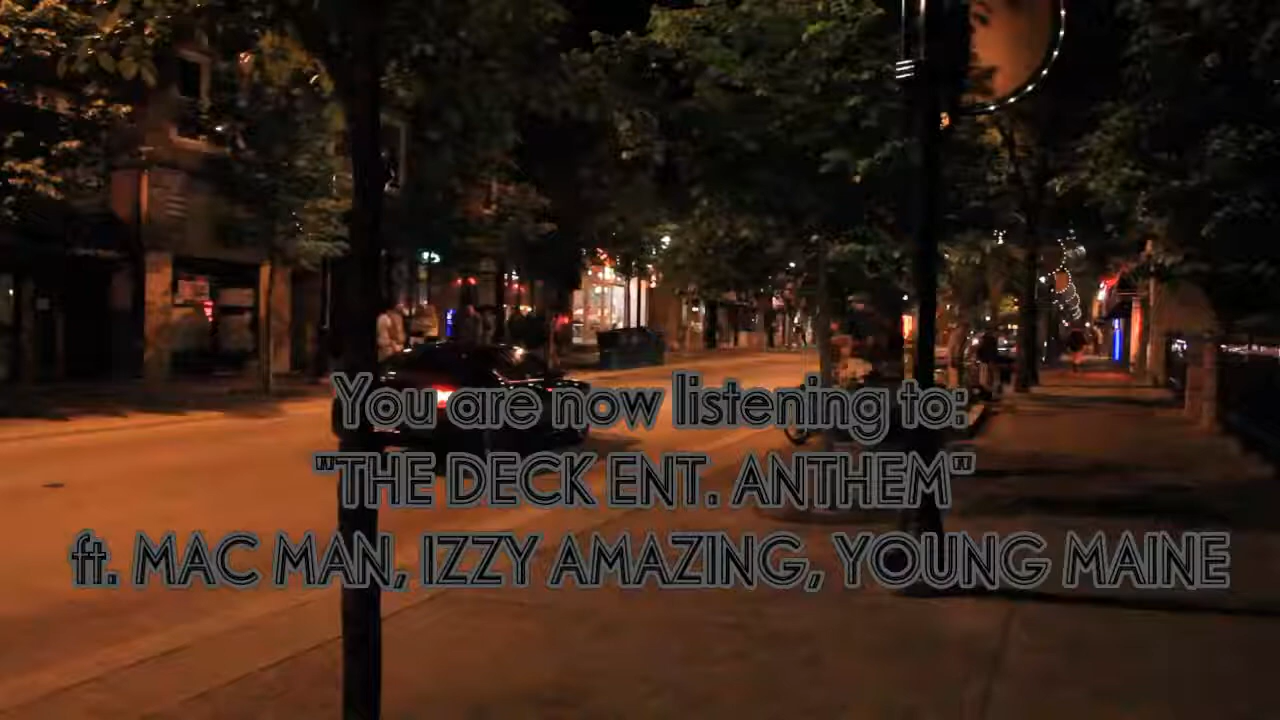 You are now listening to:
"THE DECK ENT. ANTHEM"
ft. MAC MAN, IZZY AMAZING, YOUNG MAINE